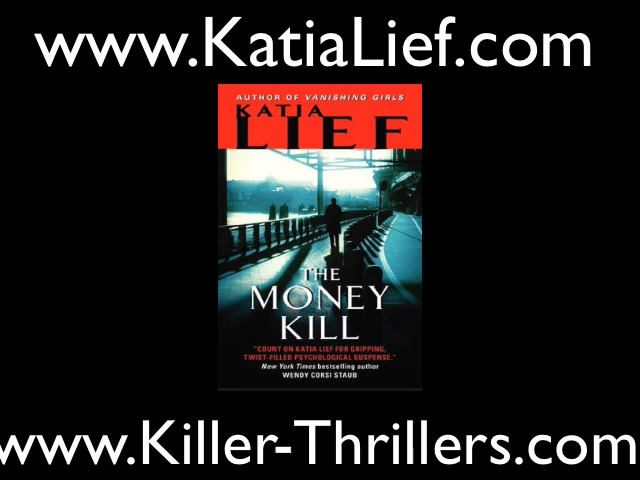 www.KatiaLief.com
AUTHOR OF VANISHING GIRLS
KATIA
LIEF
THE
MONEY
KILL
"COUNT ON KATIA LIEF FOR GRIPPING,
TWIST-FILLED PSYCHOLOGICAL SUSPENSE."
New York Times bestselling author
WENDY CORSI STAUB
www.Killer-Thrillers.com